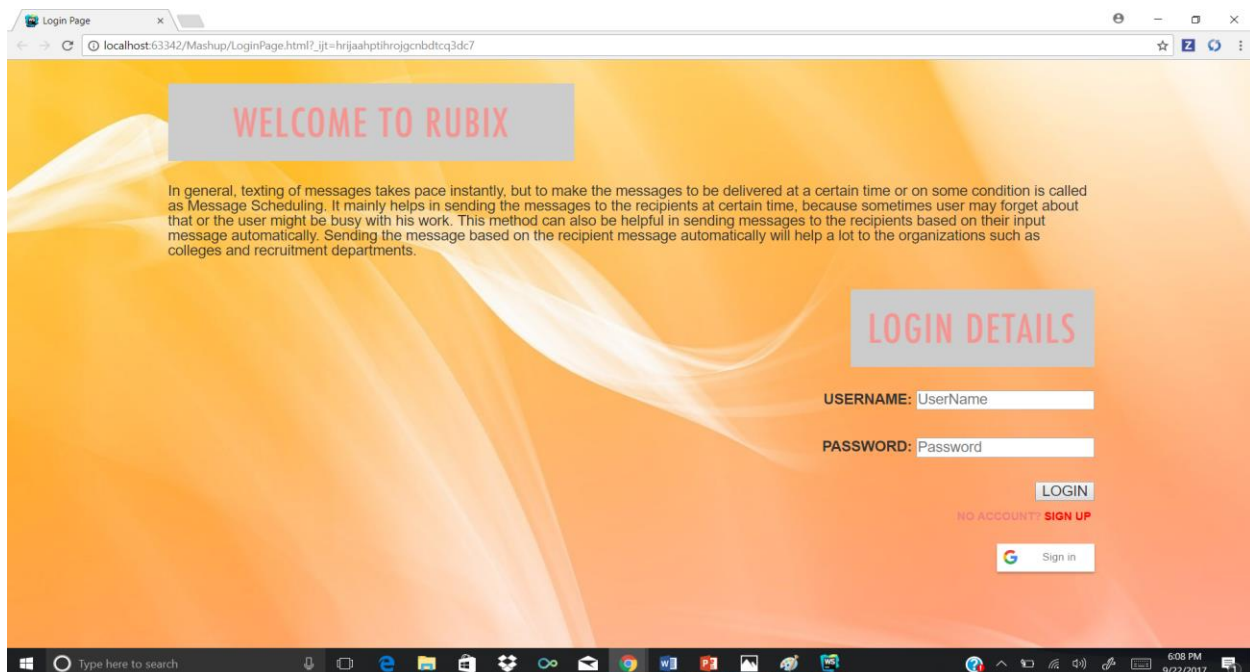 Login Page
localhost:63342/Mashup/LoginPage.html?_ijt=hrijaahptihrojgcnbdtcq3dc7
WELCOME TO RUBIX
In general, texting of messages takes pace instantly, but to make the messages to be delivered at a certain time or on some condition is called
as Message Scheduling. It mainly helps in sending the messages to the recipients at certain time, because sometimes user may forget about
that or the user might be busy with his work. This method can also be helpful in sending messages to the recipients based on their input
message automatically. Sending the message based on the recipient message automatically will help a lot to the organizations such as
colleges and recruitment departments.
LOGIN DETAILS
USERNAME: UserName
PASSWORD: Password
LOGIN
NO ACCOUNT? SIGN UP
Sign in
Type here to search
6:08 PM
9/22/2017